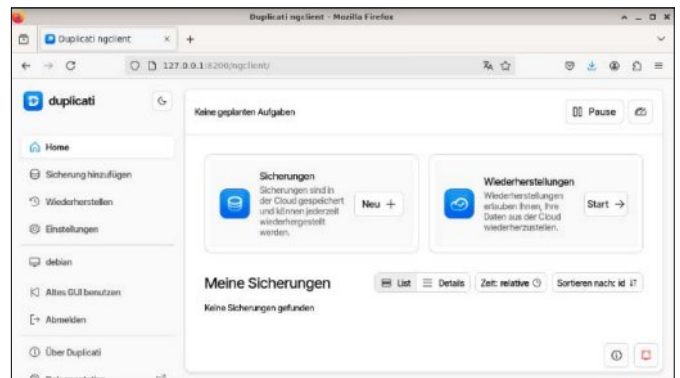 Duplicati ngclient - Mozilla Firefox
Duplicati ngclient
127.0.0.1:8200/ngclient/
duplicati
Home
Sicherung hinzufügen
Wiederherstellen
Einstellungen
debian
Altes GUI benutzen
Abmelden
Über Duplicati
Keine geplanten Aufgaben
Pause
Sicherungen
Sicherungen sind in
der Cloud gespeichert
und können jederzeit
wiederhergestellt
werden.
Neu +
Wiederherstellungen
Wiederherstellungen
erlauben Ihnen, Ihre
Daten aus der Cloud
wiederherzustellen.
Start →
Meine Sicherungen
List
Details
Zeit: relative
Sortieren nach: id
Keine Sicherungen gefunden